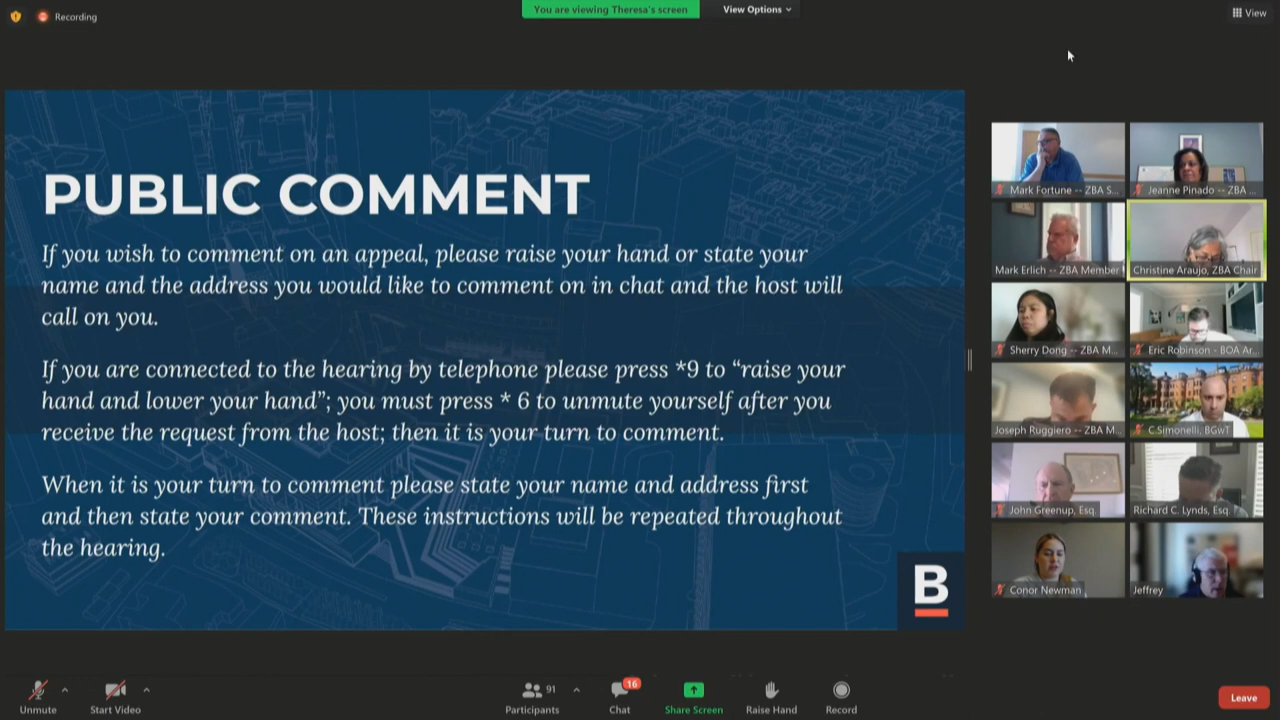 Recording
You are viewing Theresa's screen
View Options
View
PUBLIC COMMENT
If you wish to comment on an appeal, please raise your hand or state your
name and the address you would like to comment on in chat and the host will
call on you.
If you are connected to the hearing by telephone please press *9 to “raise your
hand and lower your hand”; you must press * 6 to unmute yourself after you
receive the request from the host; then it is your turn to comment.
When it is your turn to comment please state your name and address first
and then state your comment. These instructions will be repeated throughout
the hearing.
B
Mark Fortune -- ZBA S...
Jeanne Pinado -- ZBA ...
Mark Erlich -- ZBA Member
Christine Araujo, ZBA Chair
Sherry Dong -- ZBA M...
Eric Robinson - BOA Ar...
Joseph Ruggiero -- ZBA M...
C.Simonelli, BGwT
John Greenup, Esq.
Richard C. Lynds, Esq.
Conor Newman
Jeffrey
Unmute
Start Video
91
Participants
16
Chat
Share Screen
Raise Hand
Record
Leave